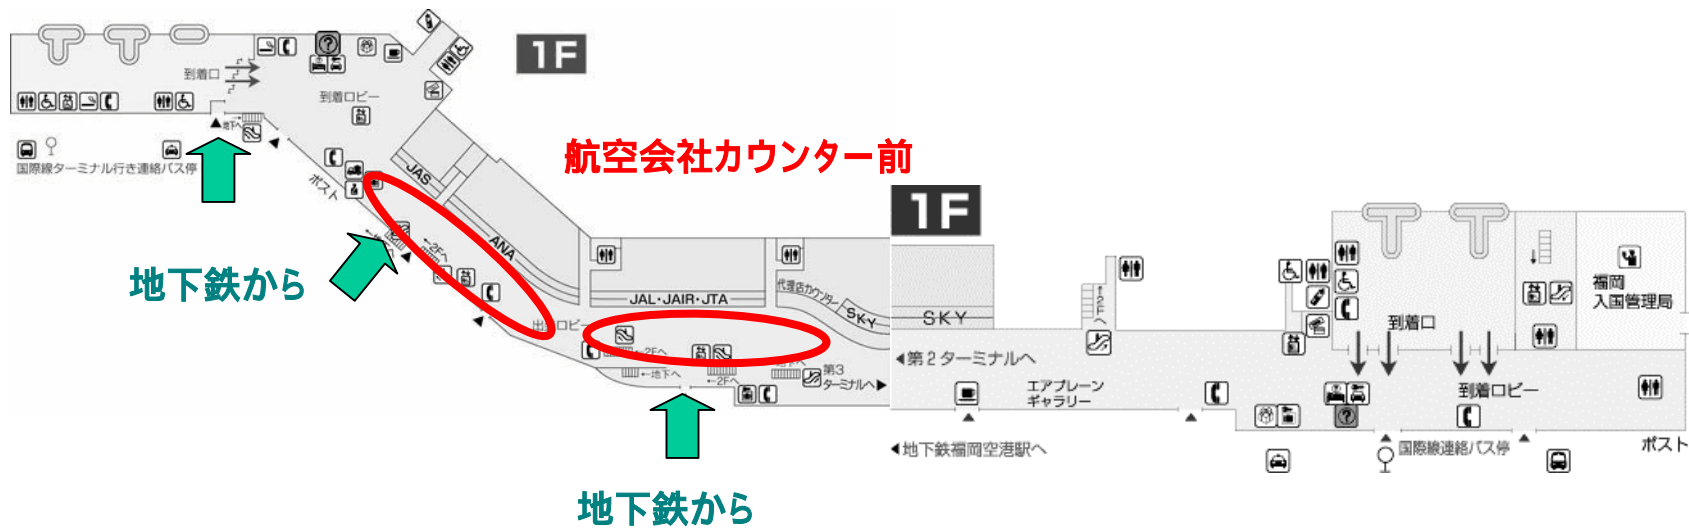 1F
到着口
到着ロビー
地下へ
国際線ターミナル行き連絡バス停
ポスト
航空会社カウンター前
JAS
ANA
←2Fへ
地下鉄から
JAL・JAIR・JTA
代理店カウンター
SKY
←2Fへ
←地下へ
←2Fへ
第3
ターミナルへ▶
地下鉄から
1F
SKY
↑2Fへ
◀第2ターミナルへ
エアプレーン
ギャラリー
◀地下鉄福岡空港駅へ
到着口
到着ロビー
福岡
入国管理局
国際線連絡バス停
ポスト